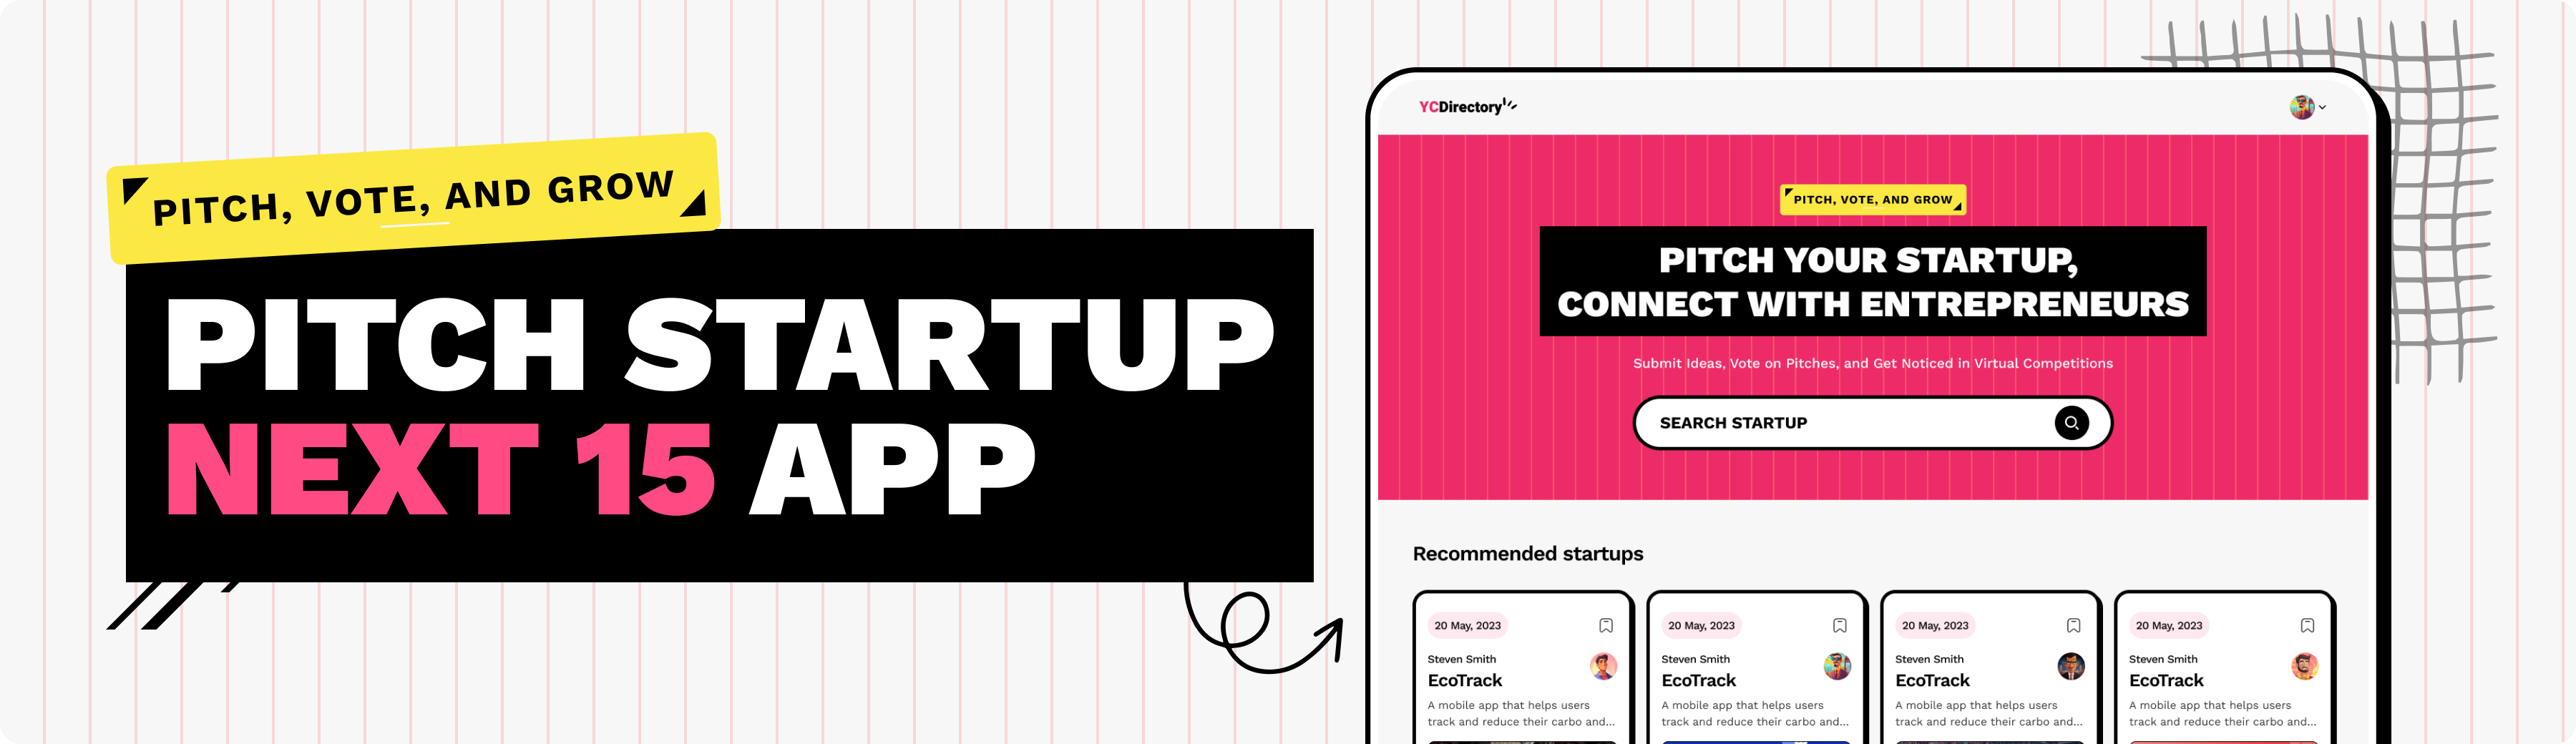 PITCH, VOTE, AND GROW
PITCH STARTUP
NEXT 15 APP
YCDirectory
PITCH, VOTE, AND GROW
PITCH YOUR STARTUP,
CONNECT WITH ENTREPRENEURS
Submit Ideas, Vote on Pitches, and Get Noticed in Virtual Competitions
SEARCH STARTUP
Recommended startups
20 May, 2023
Steven Smith
EcoTrack
A mobile app that helps users
track and reduce their carbo and...
20 May, 2023
Steven Smith
EcoTrack
A mobile app that helps users
track and reduce their carbo and...
20 May, 2023
Steven Smith
EcoTrack
A mobile app that helps users
track and reduce their carbo and...
20 May, 2023
Steven Smith
EcoTrack
A mobile app that helps users
track and reduce their carbo and...